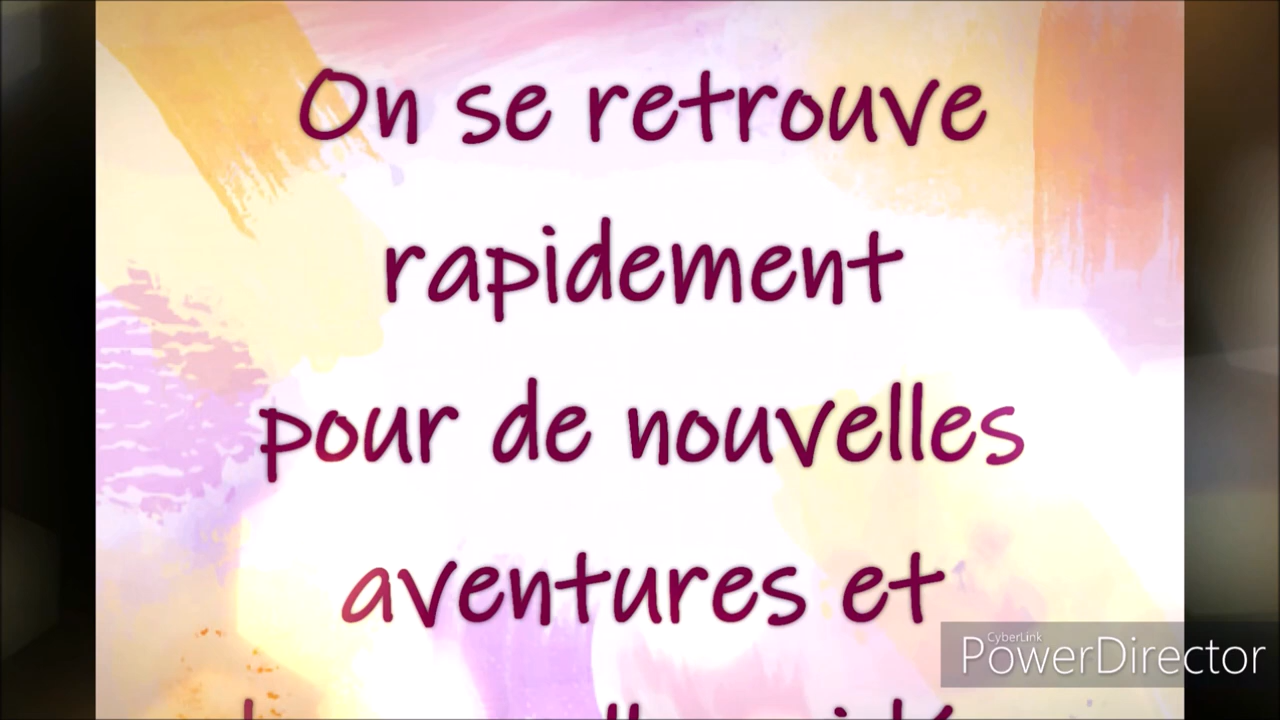 On se retrouve
rapidement
pour de nouvelles
aventures et
CyberLink
PowerDirector